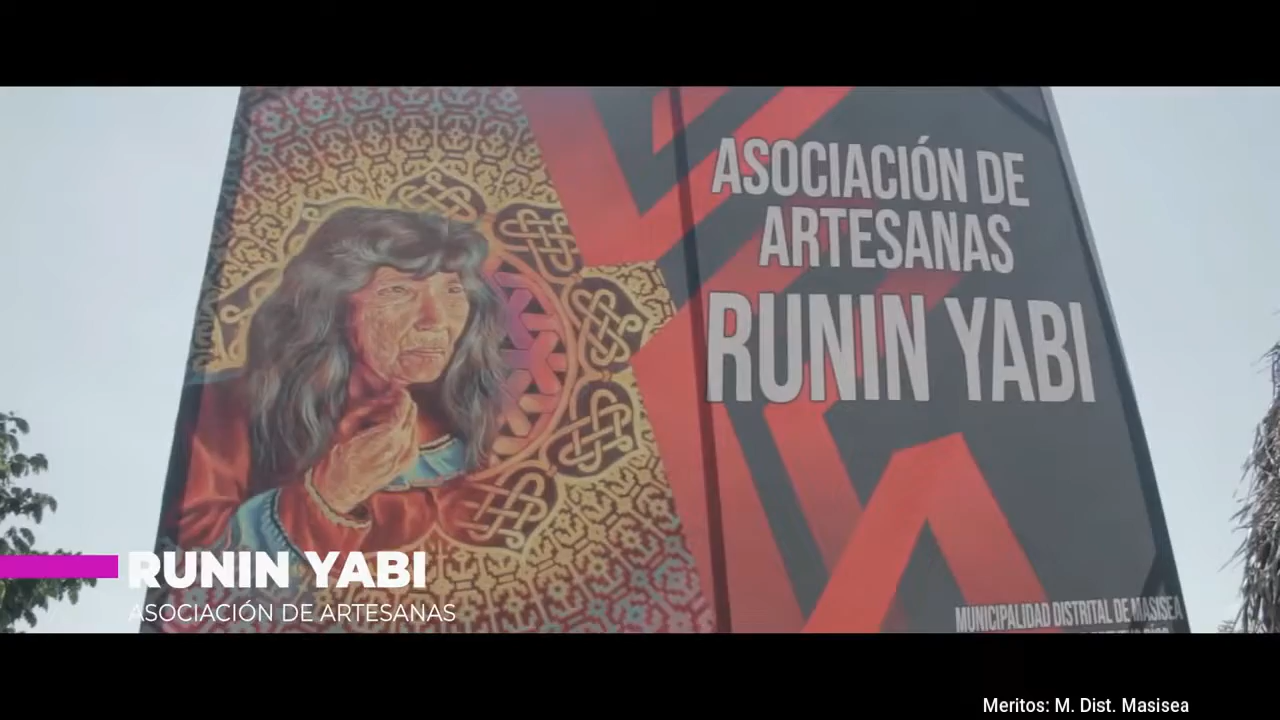 ASOCIACIÓN DE
ARTESANAS
RUNIN YABI
RUNIN YABI
ASOCIACIÓN DE ARTESANAS
MUNICIPALIDAD DISTRITAL DE MASISEA
Meritos: M. Dist. Masisea